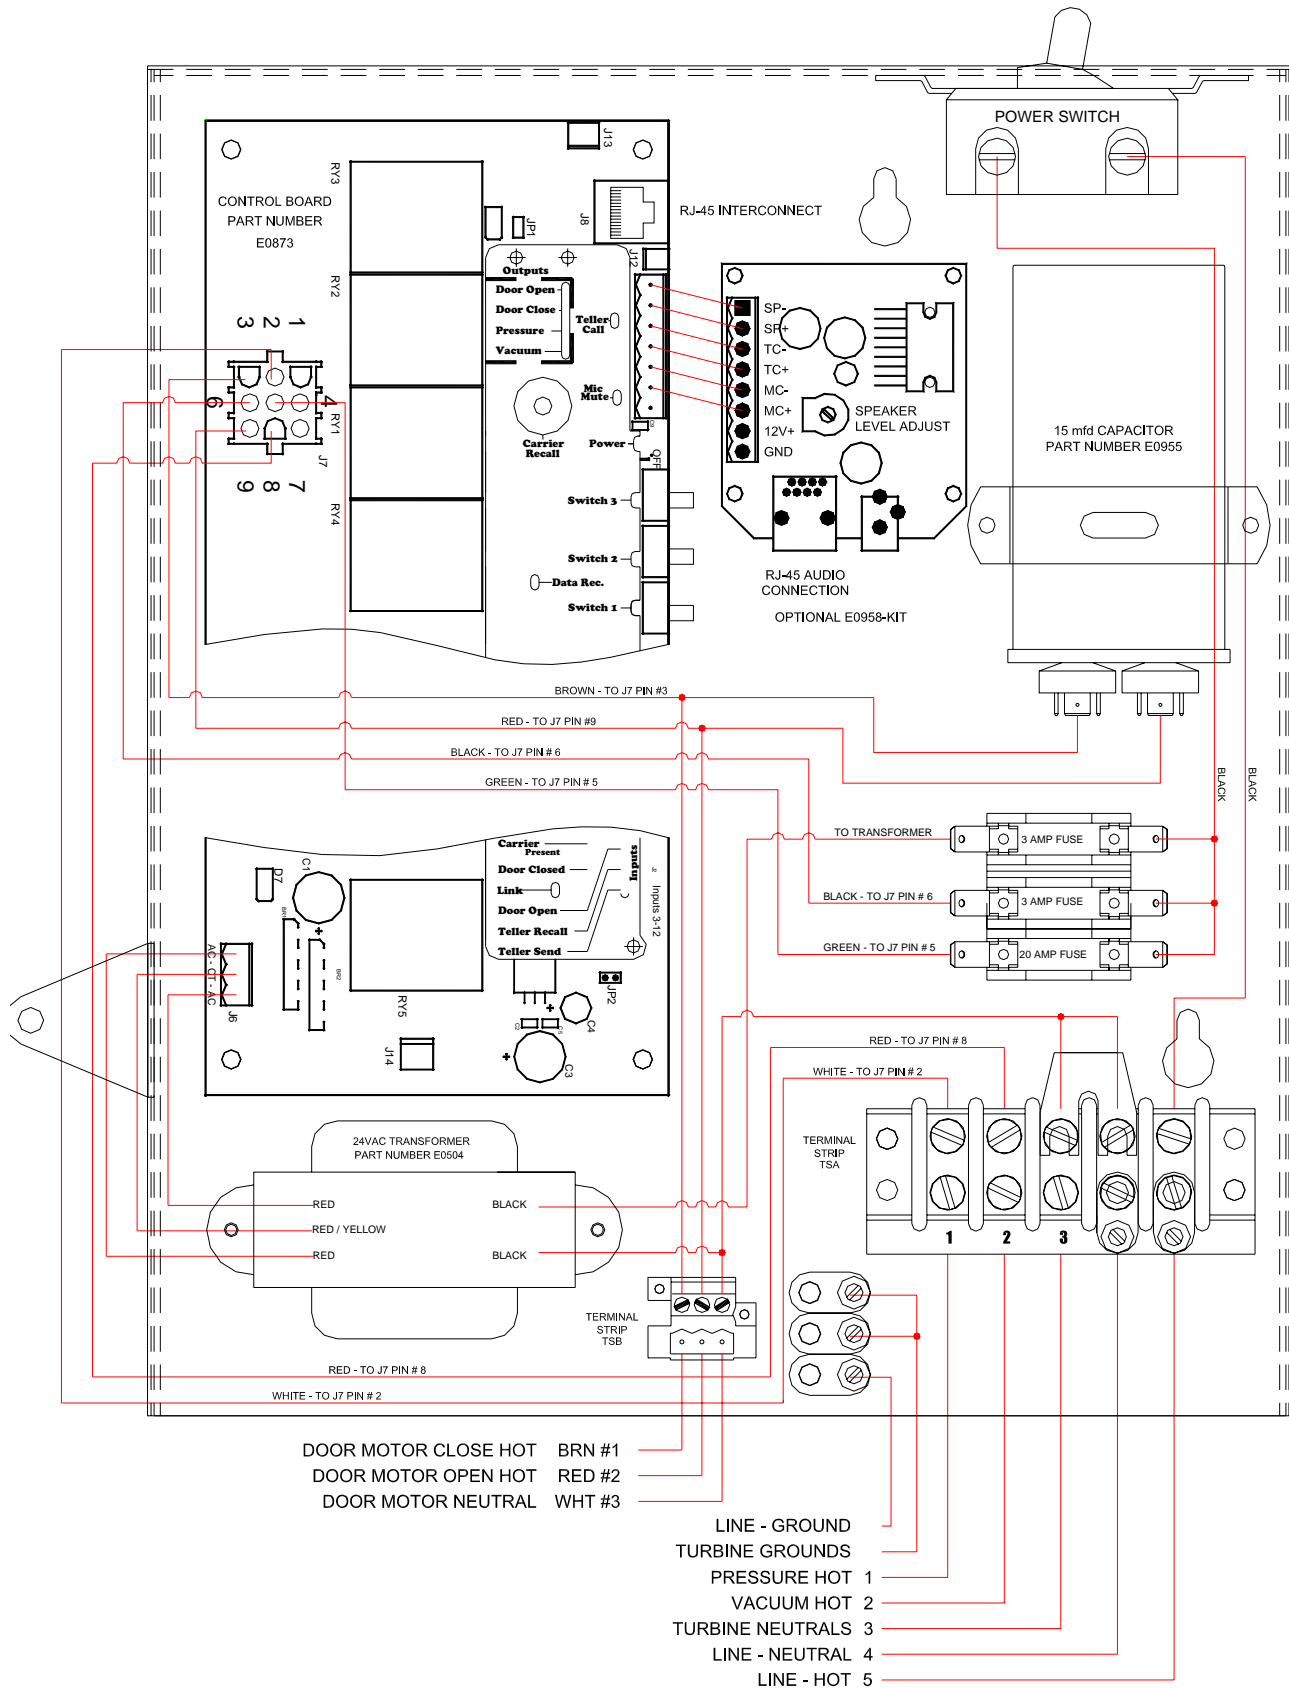 POWER SWITCH
J13
RY3
CONTROL BOARD
PART NUMBER
E0873
J8
RJ-45 INTERCONNECT
JP1
J12
Outputs
Door Open
Door Close
Pressure
Vacuum
Teller
Call
RY2
SP-
SP+
TC-
TC+
MC-
MC+
12V+
GND
3 2 1
6 4
9 8 7
RY1
J7
Mic
Mute
Carrier
Recall
Power
OFF
SPEAKER
LEVEL ADJUST
15 mfd CAPACITOR
PART NUMBER E0955
RY4
Switch 3
Switch 2
Data Rec.
Switch 1
RJ-45 AUDIO
CONNECTION
OPTIONAL E0958-KIT
BROWN - TO J7 PIN #3
RED - TO J7 PIN #9
BLACK - TO J7 PIN # 6
GREEN - TO J7 PIN # 5
BLACK
BLACK
TO TRANSFORMER
3 AMP FUSE
BLACK - TO J7 PIN # 6
3 AMP FUSE
GREEN - TO J7 PIN # 5
20 AMP FUSE
Carrier
Present
Door Closed
Link
Door Open
Teller Recall
Teller Send
Inputs
Inputs 3-12
D7
C1
+
BR2
AC - CT - AC
J6
RY5
J14
JP2
+
C4
+
C3
RED - TO J7 PIN # 8
WHITE - TO J7 PIN # 2
24VAC TRANSFORMER
PART NUMBER E0504
RED
RED / YELLOW
RED
BLACK
BLACK
TERMINAL
STRIP
TSA
1 2 3
TERMINAL
STRIP
TSB
RED - TO J7 PIN # 8
WHITE - TO J7 PIN # 2
DOOR MOTOR CLOSE HOT BRN #1
DOOR MOTOR OPEN HOT RED #2
DOOR MOTOR NEUTRAL WHT #3
LINE - GROUND
TURBINE GROUNDS
PRESSURE HOT 1
VACUUM HOT 2
TURBINE NEUTRALS 3
LINE - NEUTRAL 4
LINE - HOT 5